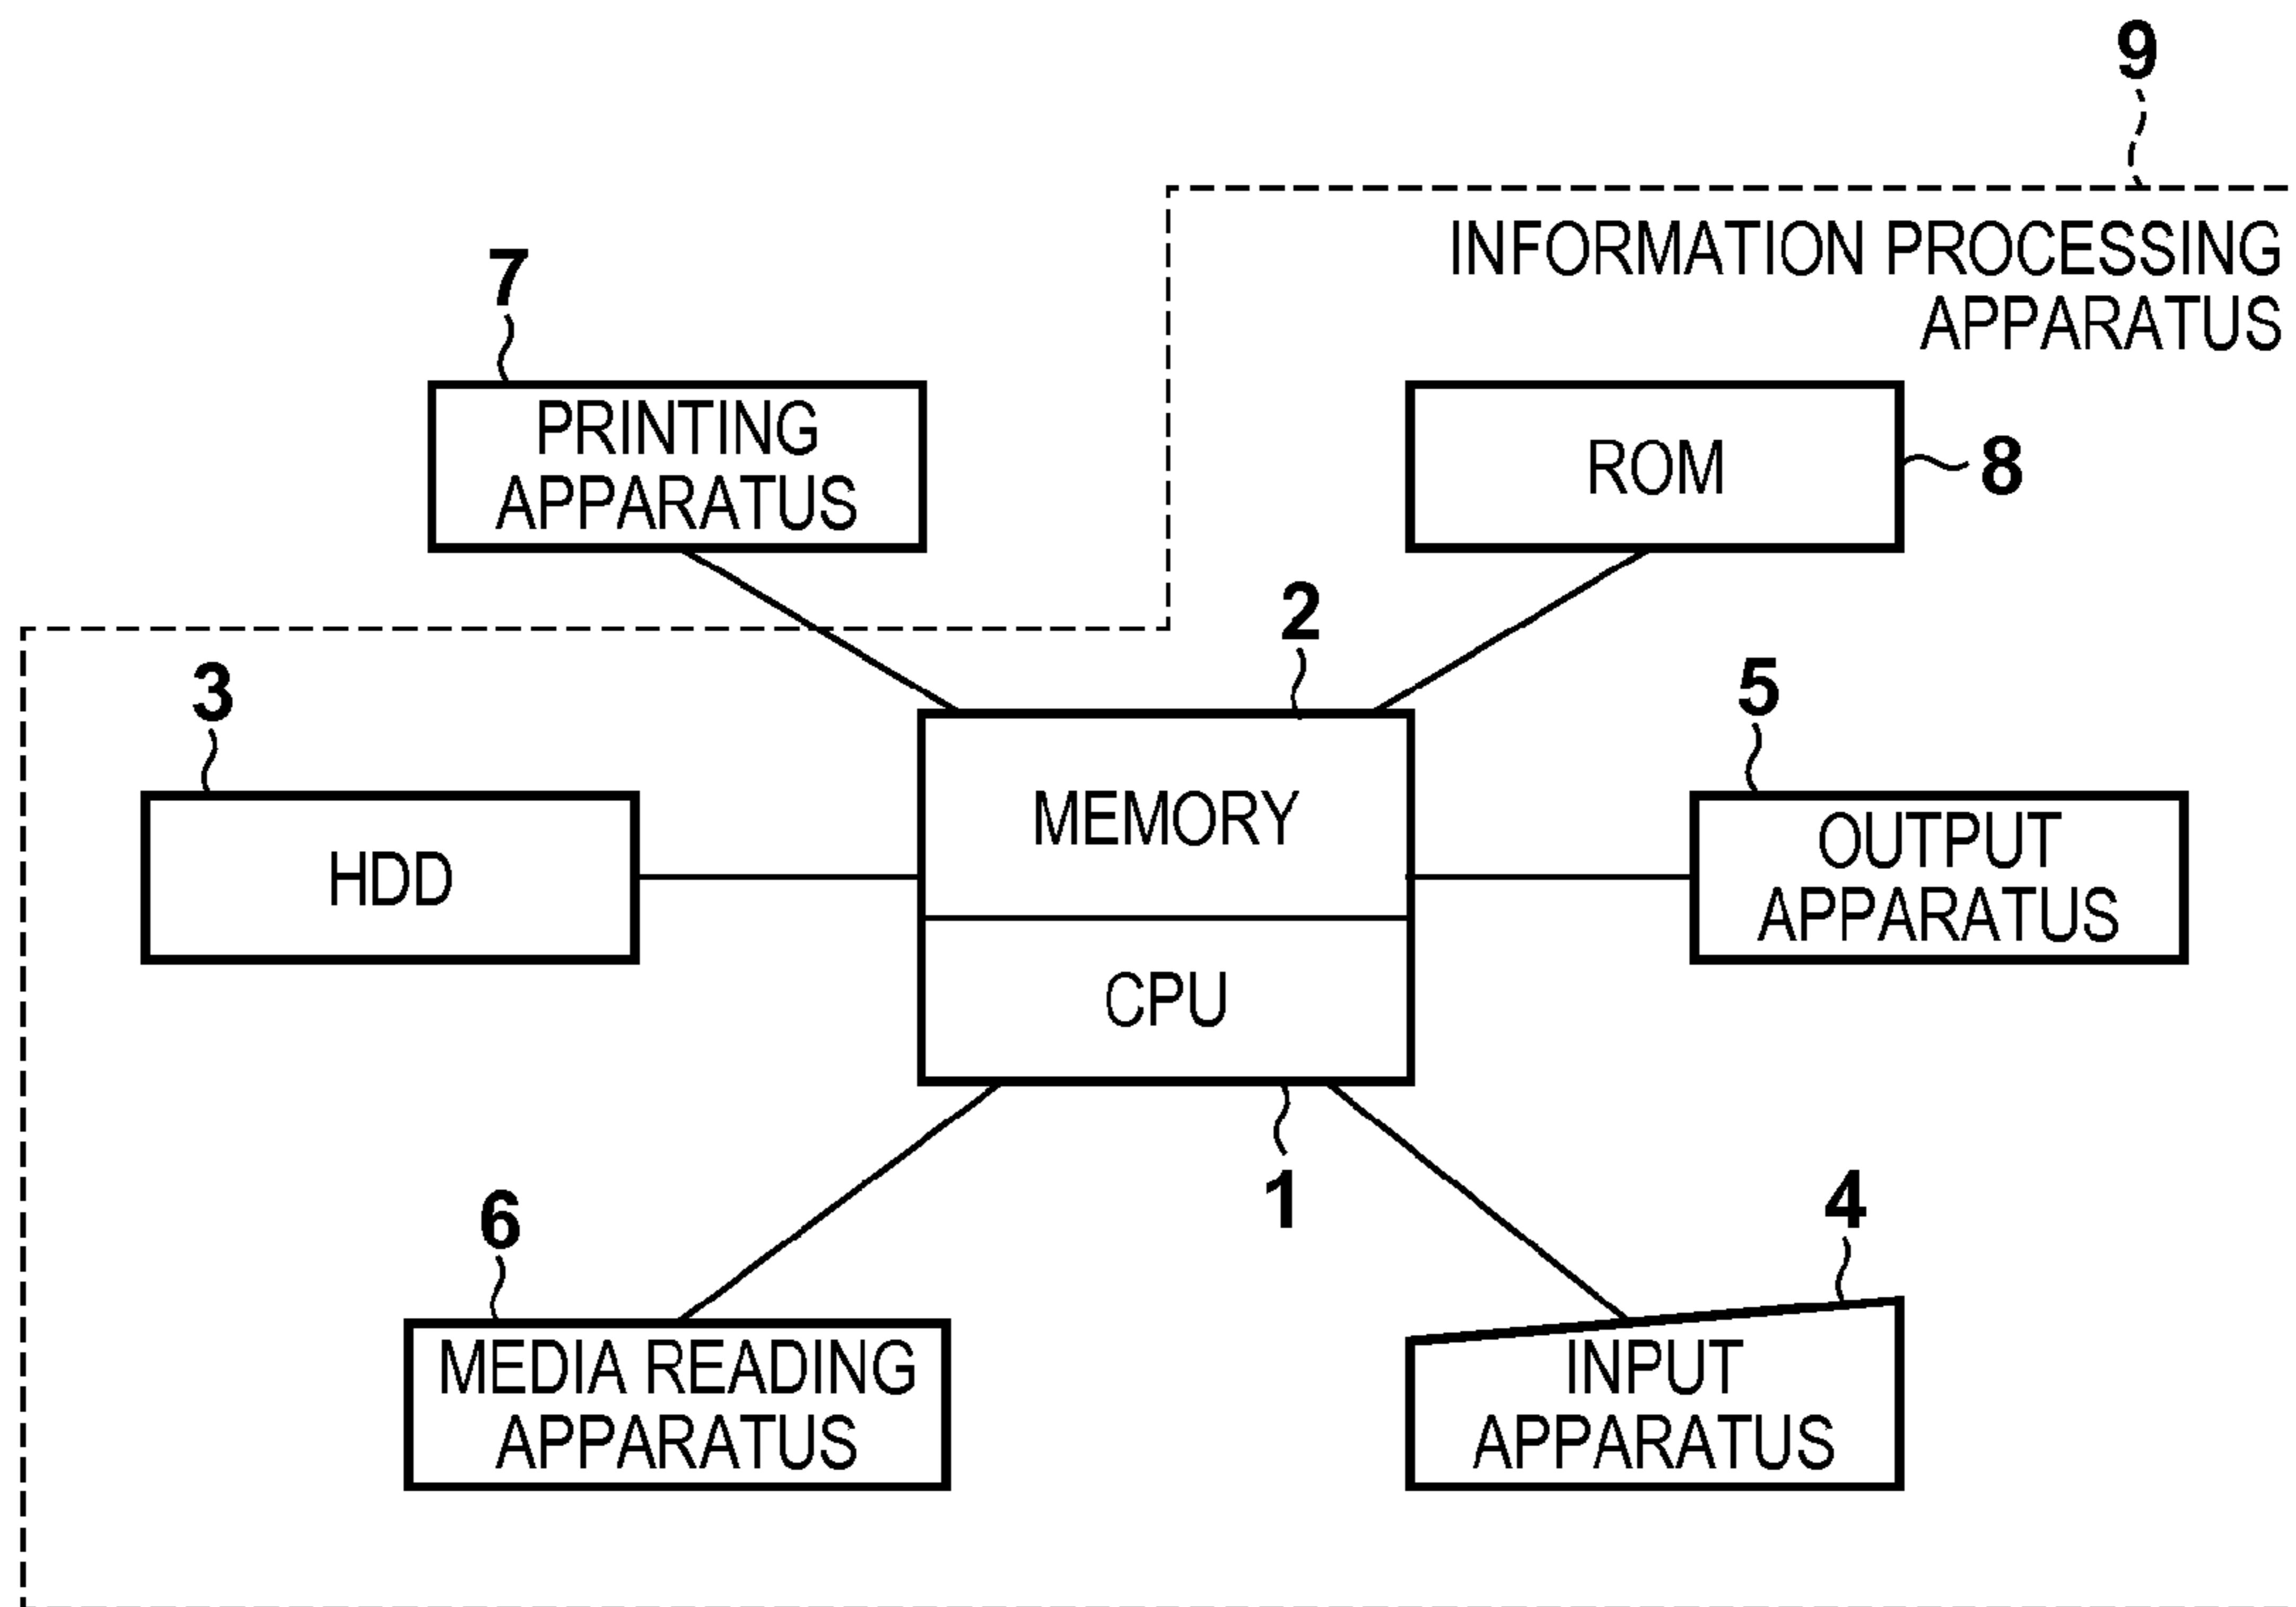 9
INFORMATION PROCESSING
APPARATUS
7
PRINTING
APPARATUS
ROM
8
2
3
5
MEMORY
HDD
OUTPUT
APPARATUS
CPU
1
6
4
MEDIA READING
APPARATUS
INPUT
APPARATUS